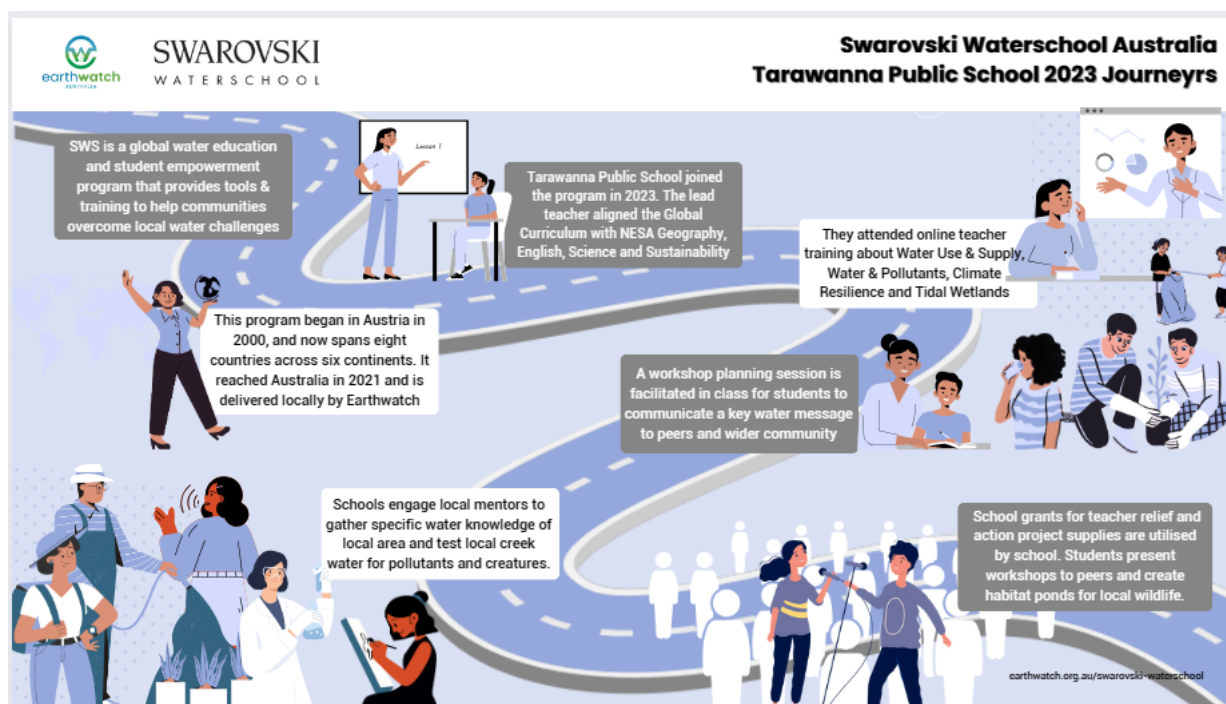 earthwatch
AUSTRALIA
SWAROVSKI
WATERSCHOOL
Swarovski Waterschool Australia
Tarawanna Public School 2023 Journeyrs
SWS is a global water education
and student empowerment
program that provides tools &
training to help communities
overcome local water challenges
Lesson 1
Tarawanna Public School joined
the program in 2023. The lead
teacher aligned the Global
Curriculum with NESA Geography,
English, Science and Sustainability
They attended online teacher
training about Water Use & Supply,
Water & Pollutants, Climate
Resilience and Tidal Wetlands
This program began in Austria in
2000, and now spans eight
countries across six continents. It
reached Australia in 2021 and is
delivered locally by Earthwatch
A workshop planning session is
facilitated in class for students to
communicate a key water message
to peers and wider community
Schools engage local mentors to
gather specific water knowledge of
local area and test local creek
water for pollutants and creatures.
School grants for teacher relief and
action project supplies are utilised
by school. Students present
workshops to peers and create
habitat ponds for local wildlife.
earthwatch.org.au/swarovski-waterschool